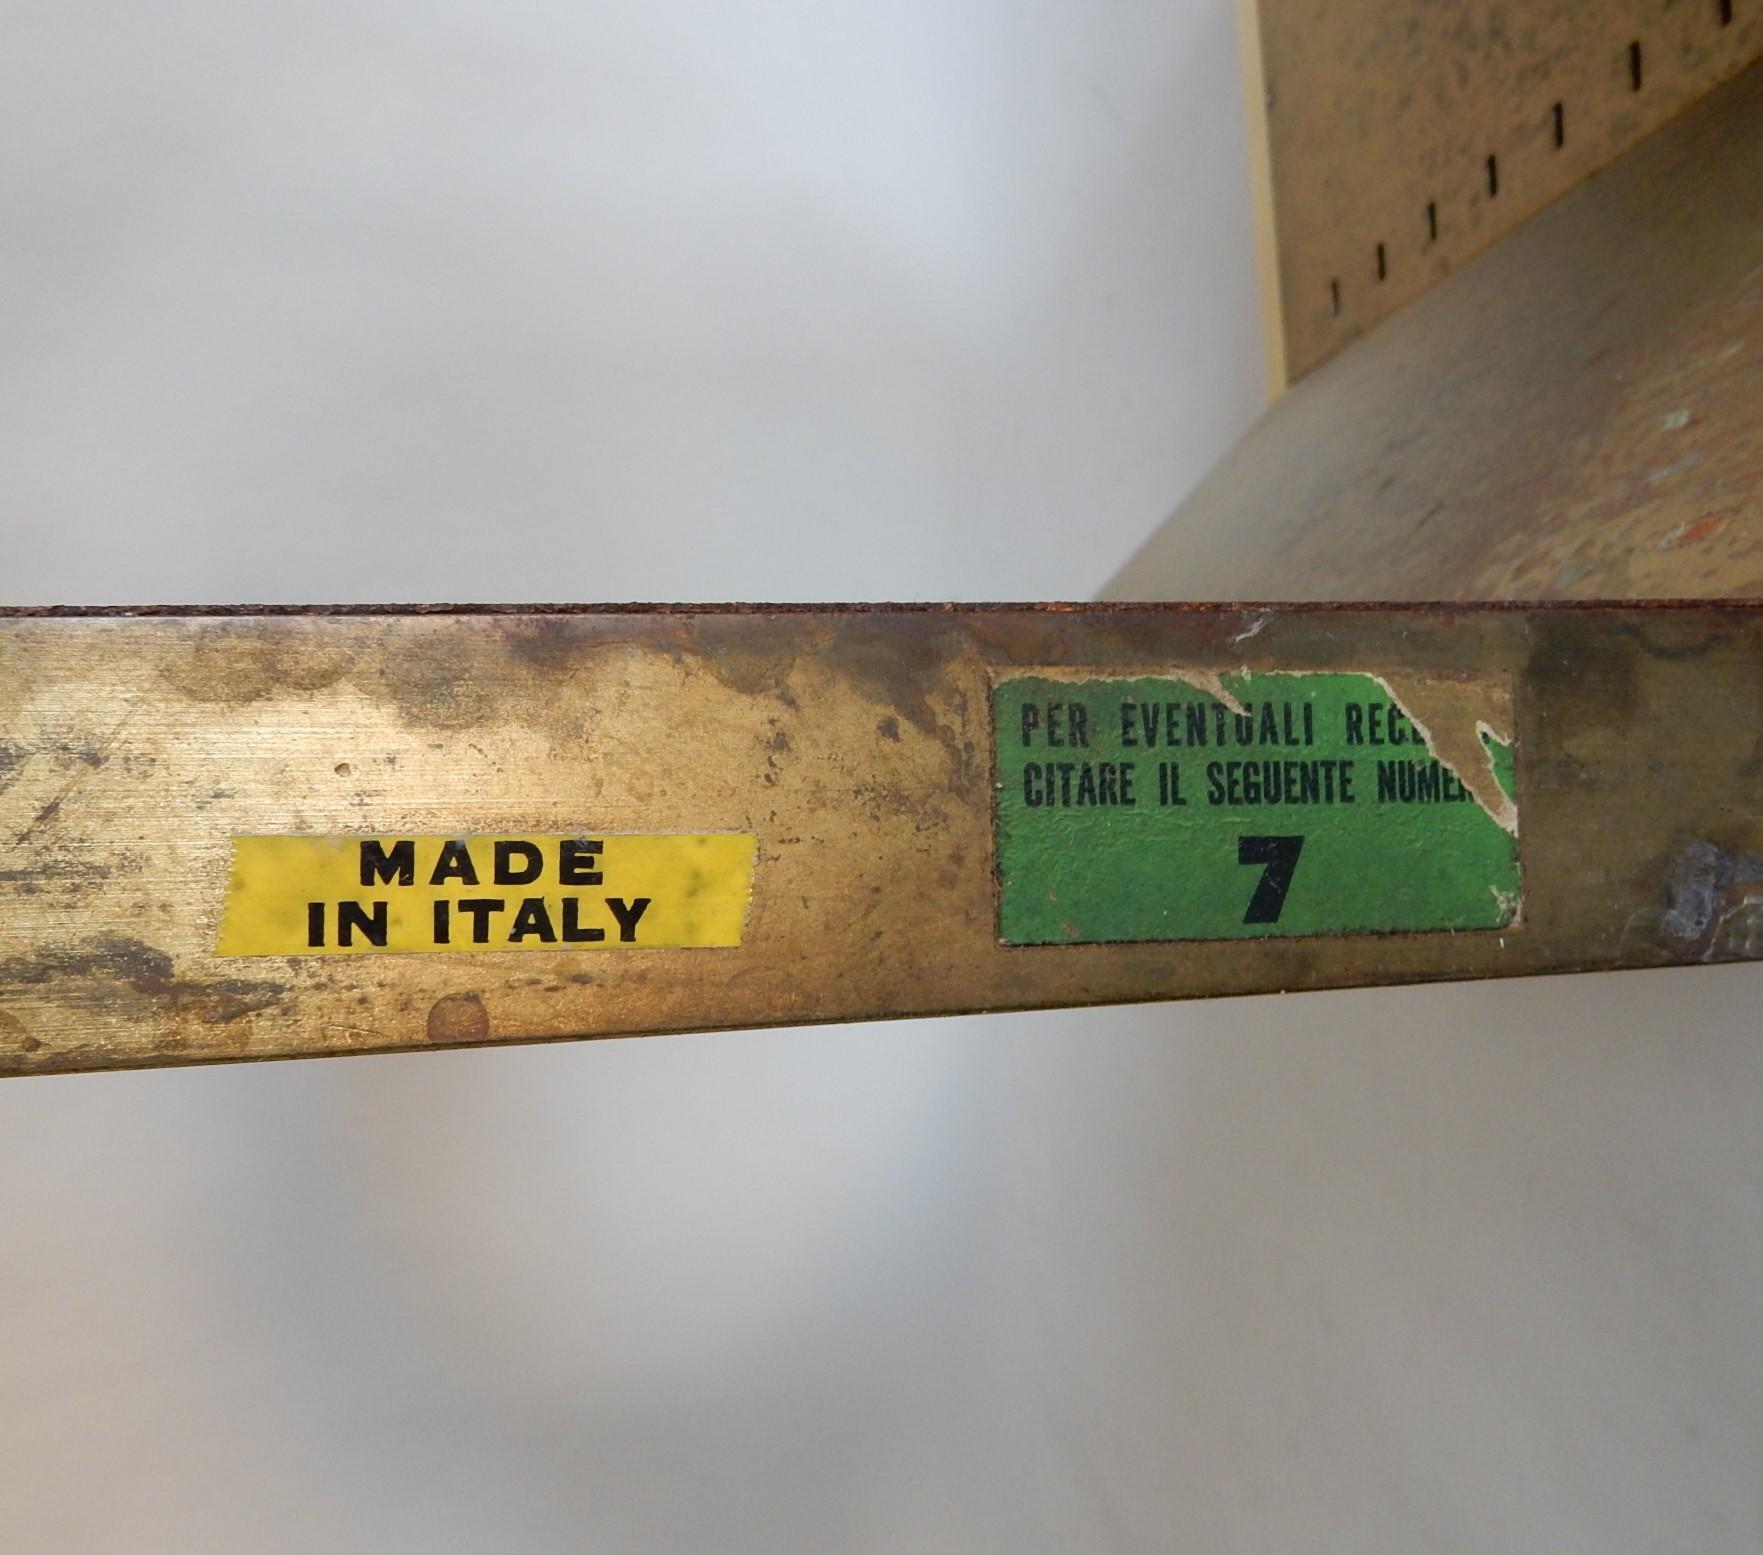 MADE
IN ITALY
PER EVENTUALI
CITARE IL SEGUENTE
7